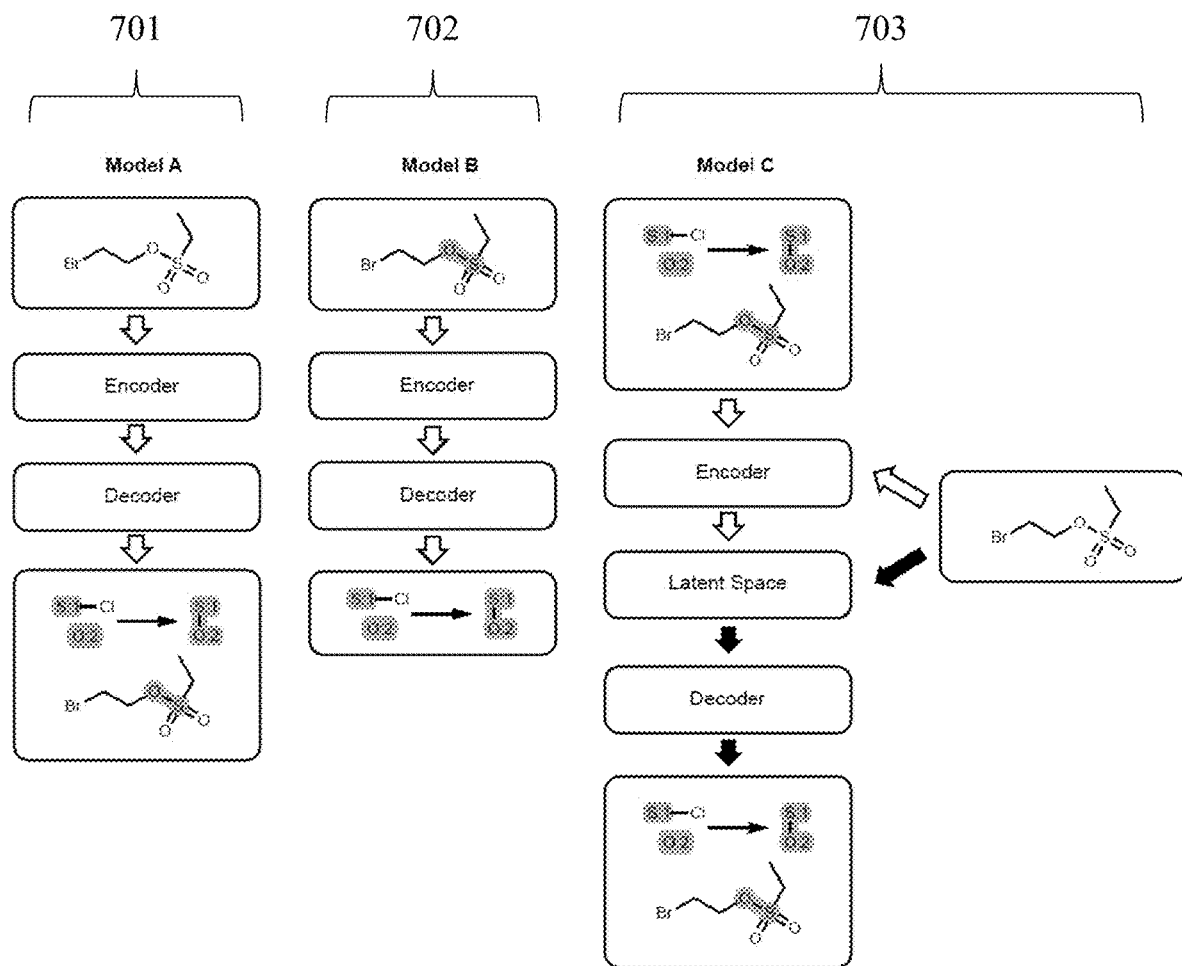 701 702 703
Model A Model B Model C
Br O S O O
Br O O
Cl
Br O O
Encoder Encoder
Encoder
Decoder Decoder
Br O S O O
Latent Space
Cl
Cl
Br O O
Decoder
Cl
Br O O